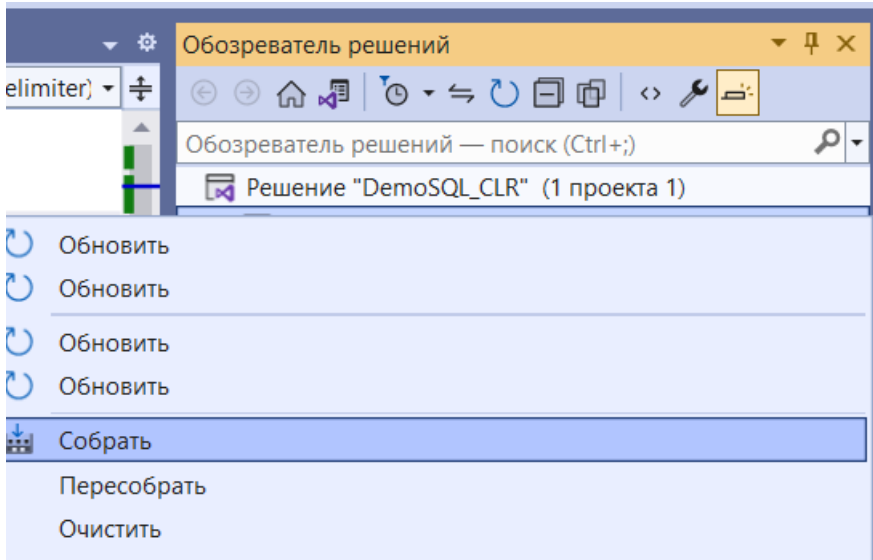 Обозреватель решений
elimiter)
Обозреватель решений — поиск (Ctrl+;)
Решение "DemoSQL_CLR" (1 проекта 1)
Обновить
Обновить
Обновить
Обновить
Собрать
Пересобрать
Очистить